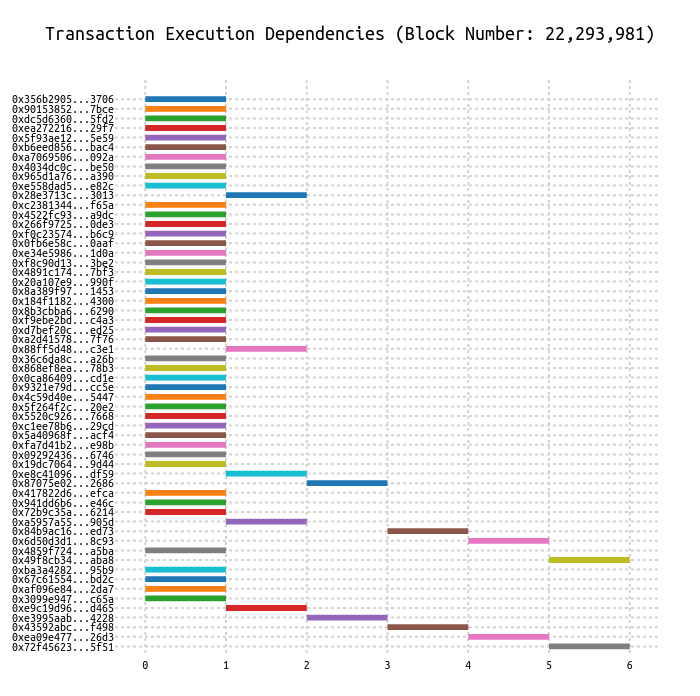 Transaction Execution Dependencies (Block Number: 22,293,981)
0x356b2905...3706
0x90153852...7bce
0xdc5d6360...5fd2
0xea272216...29f7
0x5f93ae12...5e59
0xb6eed856...bac4
0xa7069506...092a
0x4034dc0c...be50
0x965d1a76...a390
0xe558dad5...e82c
0x28e3713c...3013
0xc2381344...f65a
0x4522fc93...a9dc
0x266f9725...0de3
0xf0c23574...b6c9
0x0fb6e58c...0aaf
0xe34e5986...1d0a
0xf8c90d13...3be2
0x4891c174...7bf3
0x20a107e9...990f
0x8a389f97...1453
0x184f1182...4300
0x8b3cbba6...6290
0xf9ebe2bd...c4a3
0xd7bef20c...ed25
0xa2d41578...7f76
0x88ff5d48...c3e1
0x36c6da8c...a26b
0x868ef8ea...78b3
0x0ca86409...cd1e
0x9321e79d...cc5e
0x4c59d40e...5447
0x5f264f2c...20e2
0x5520c926...7668
0xc1ee78b6...29cd
0x5a40968f...acf4
0xfa7d41b2...e98b
0x09292436...6746
0x19dc7064...9d44
0xe8c41096...df59
0x87075e02...2686
0x417822d6...efca
0x941dd6b6...e46c
0x72b9c35a...6214
0xa5957a55...905d
0x84b9ac16...ed73
0x6d50d3d1...8c93
0x4859f724...a5ba
0x49f8cb34...aba8
0xba3a4282...95b9
0x67c61554...bd2c
0xaf096e84...2da7
0x3099e947...c65a
0xe9c19d96...d465
0xe3995aab...4228
0x43592abc...f498
0xea09e477...26d3
0x72f45623...5f51
0 1 2 3 4 5 6